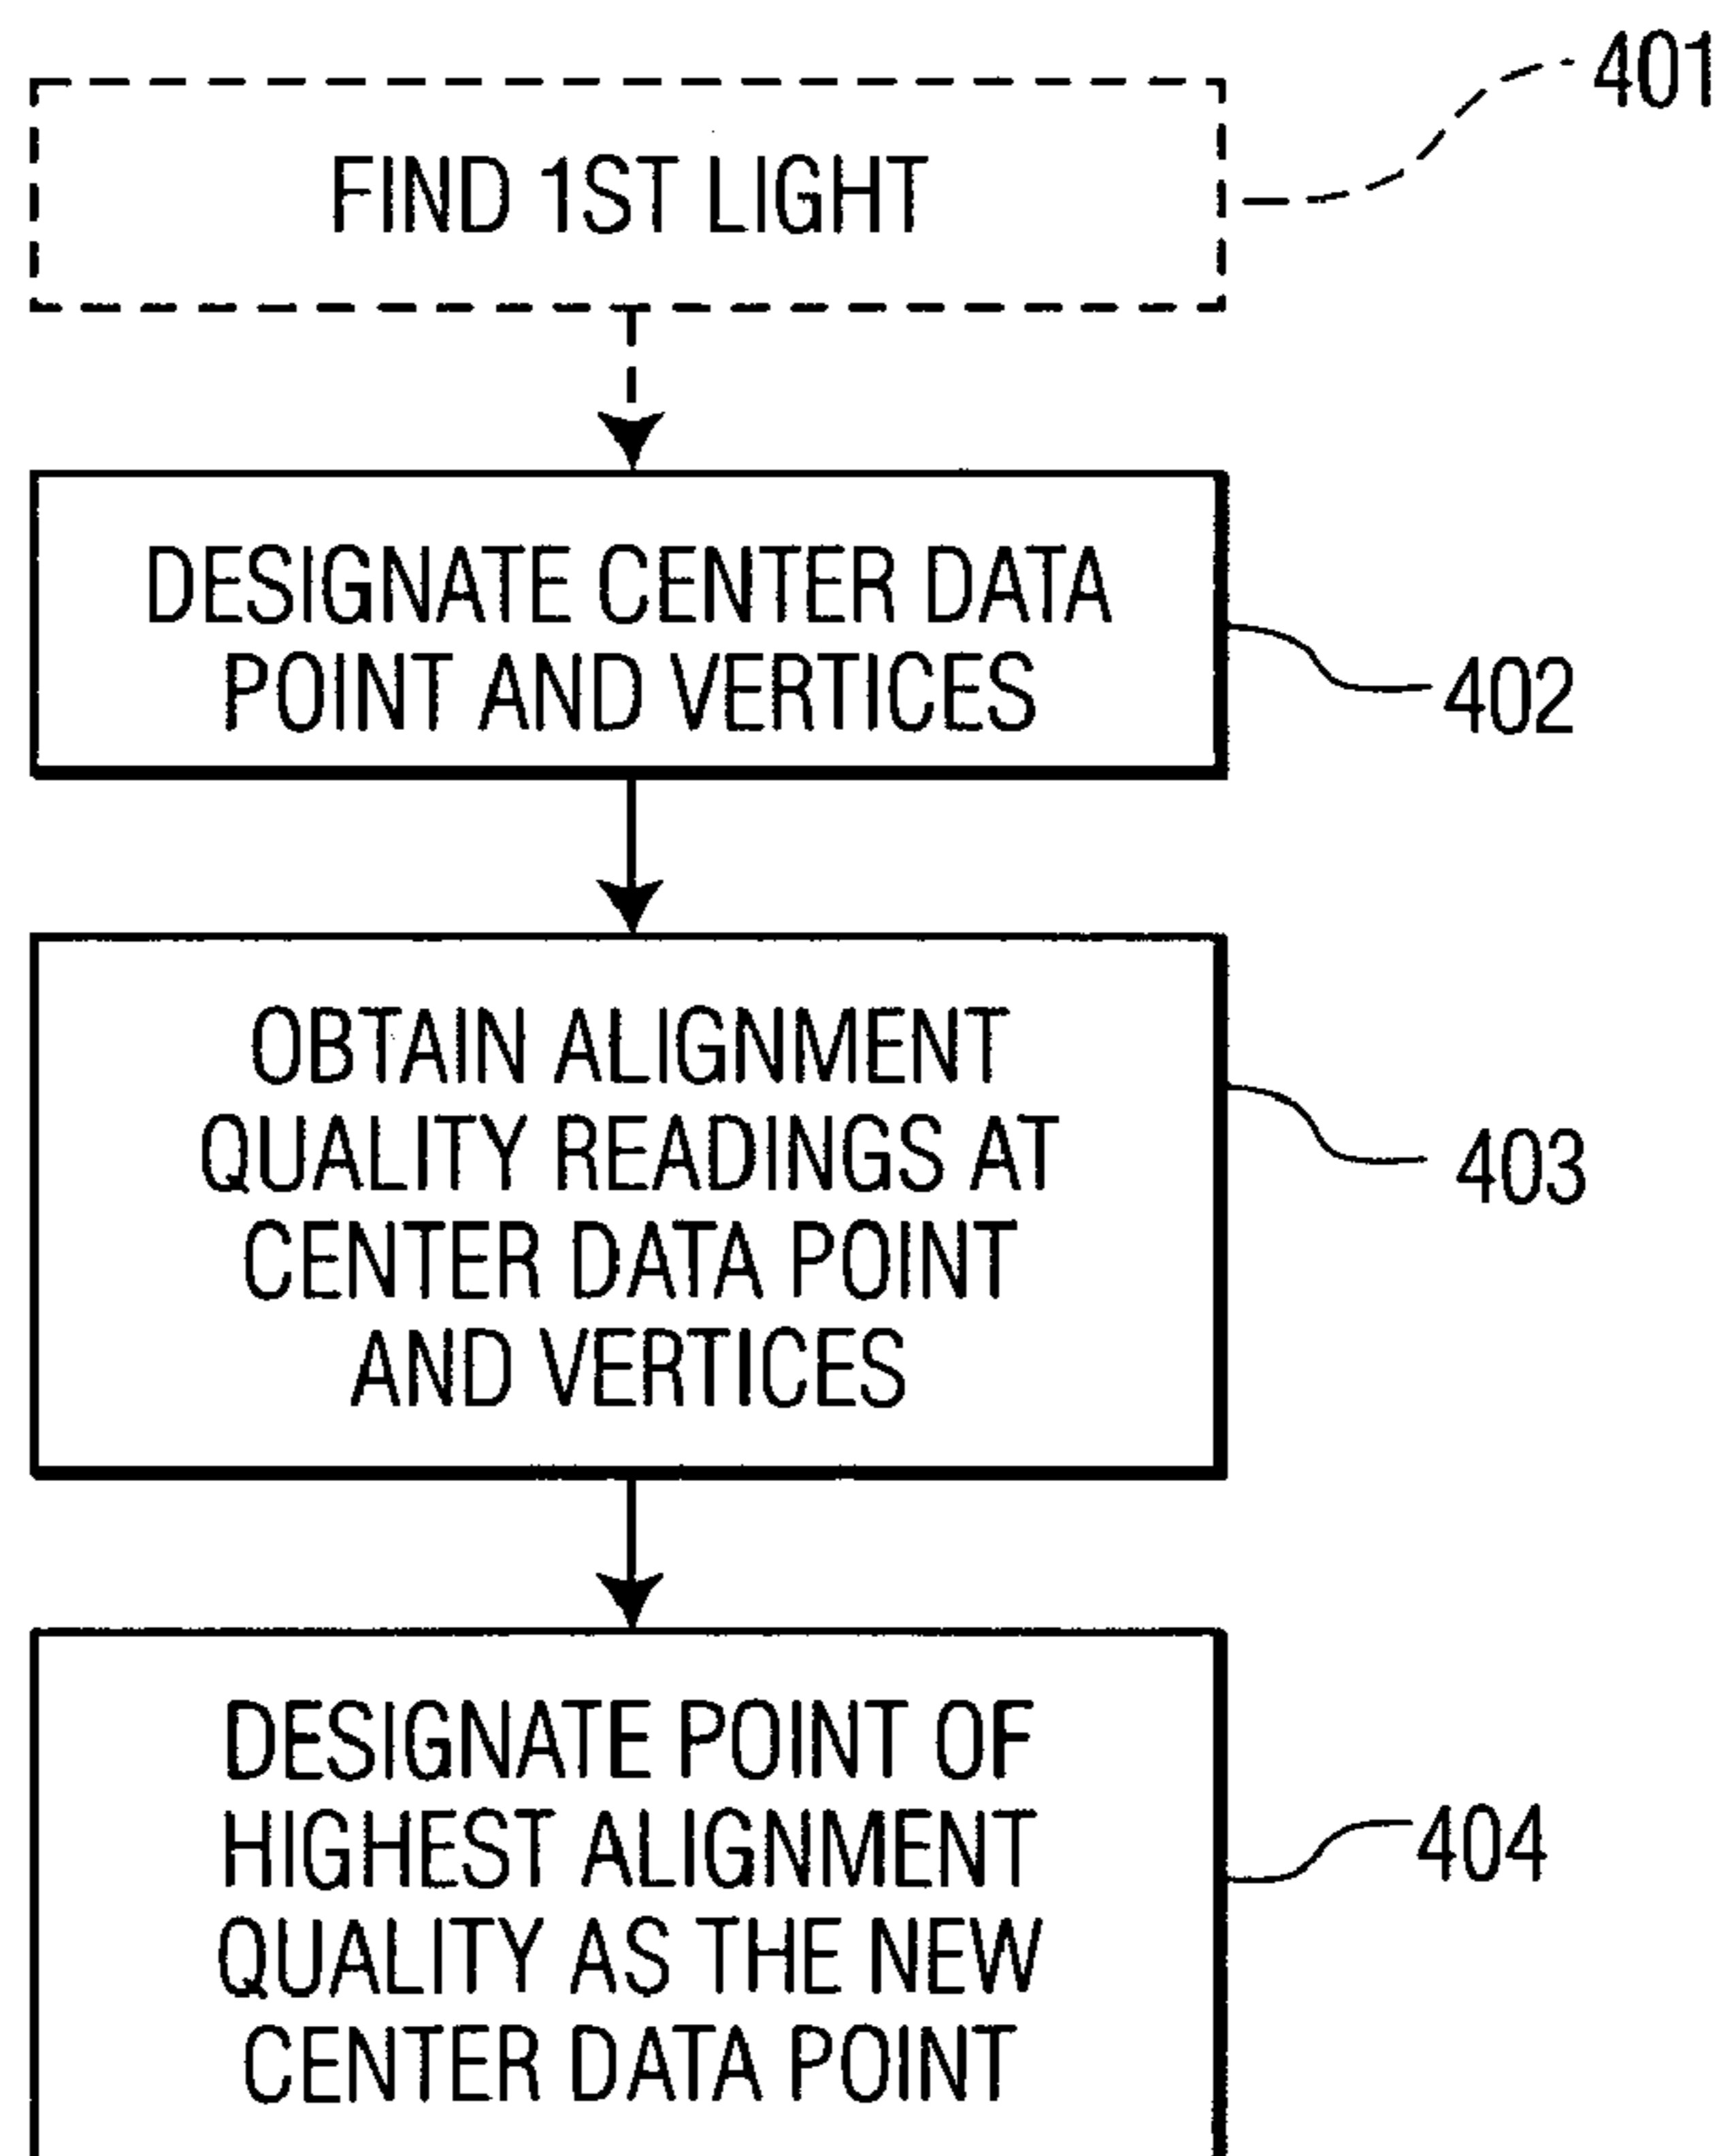 401
FIND 1ST LIGHT
DESIGNATE CENTER DATA
POINT AND VERTICES
402
OBTAIN ALIGNMENT
QUALITY READINGS AT
CENTER DATA POINT
AND VERTICES
403
DESIGNATE POINT OF
HIGHEST ALIGNMENT
QUALITY AS THE NEW
CENTER DATA POINT
404